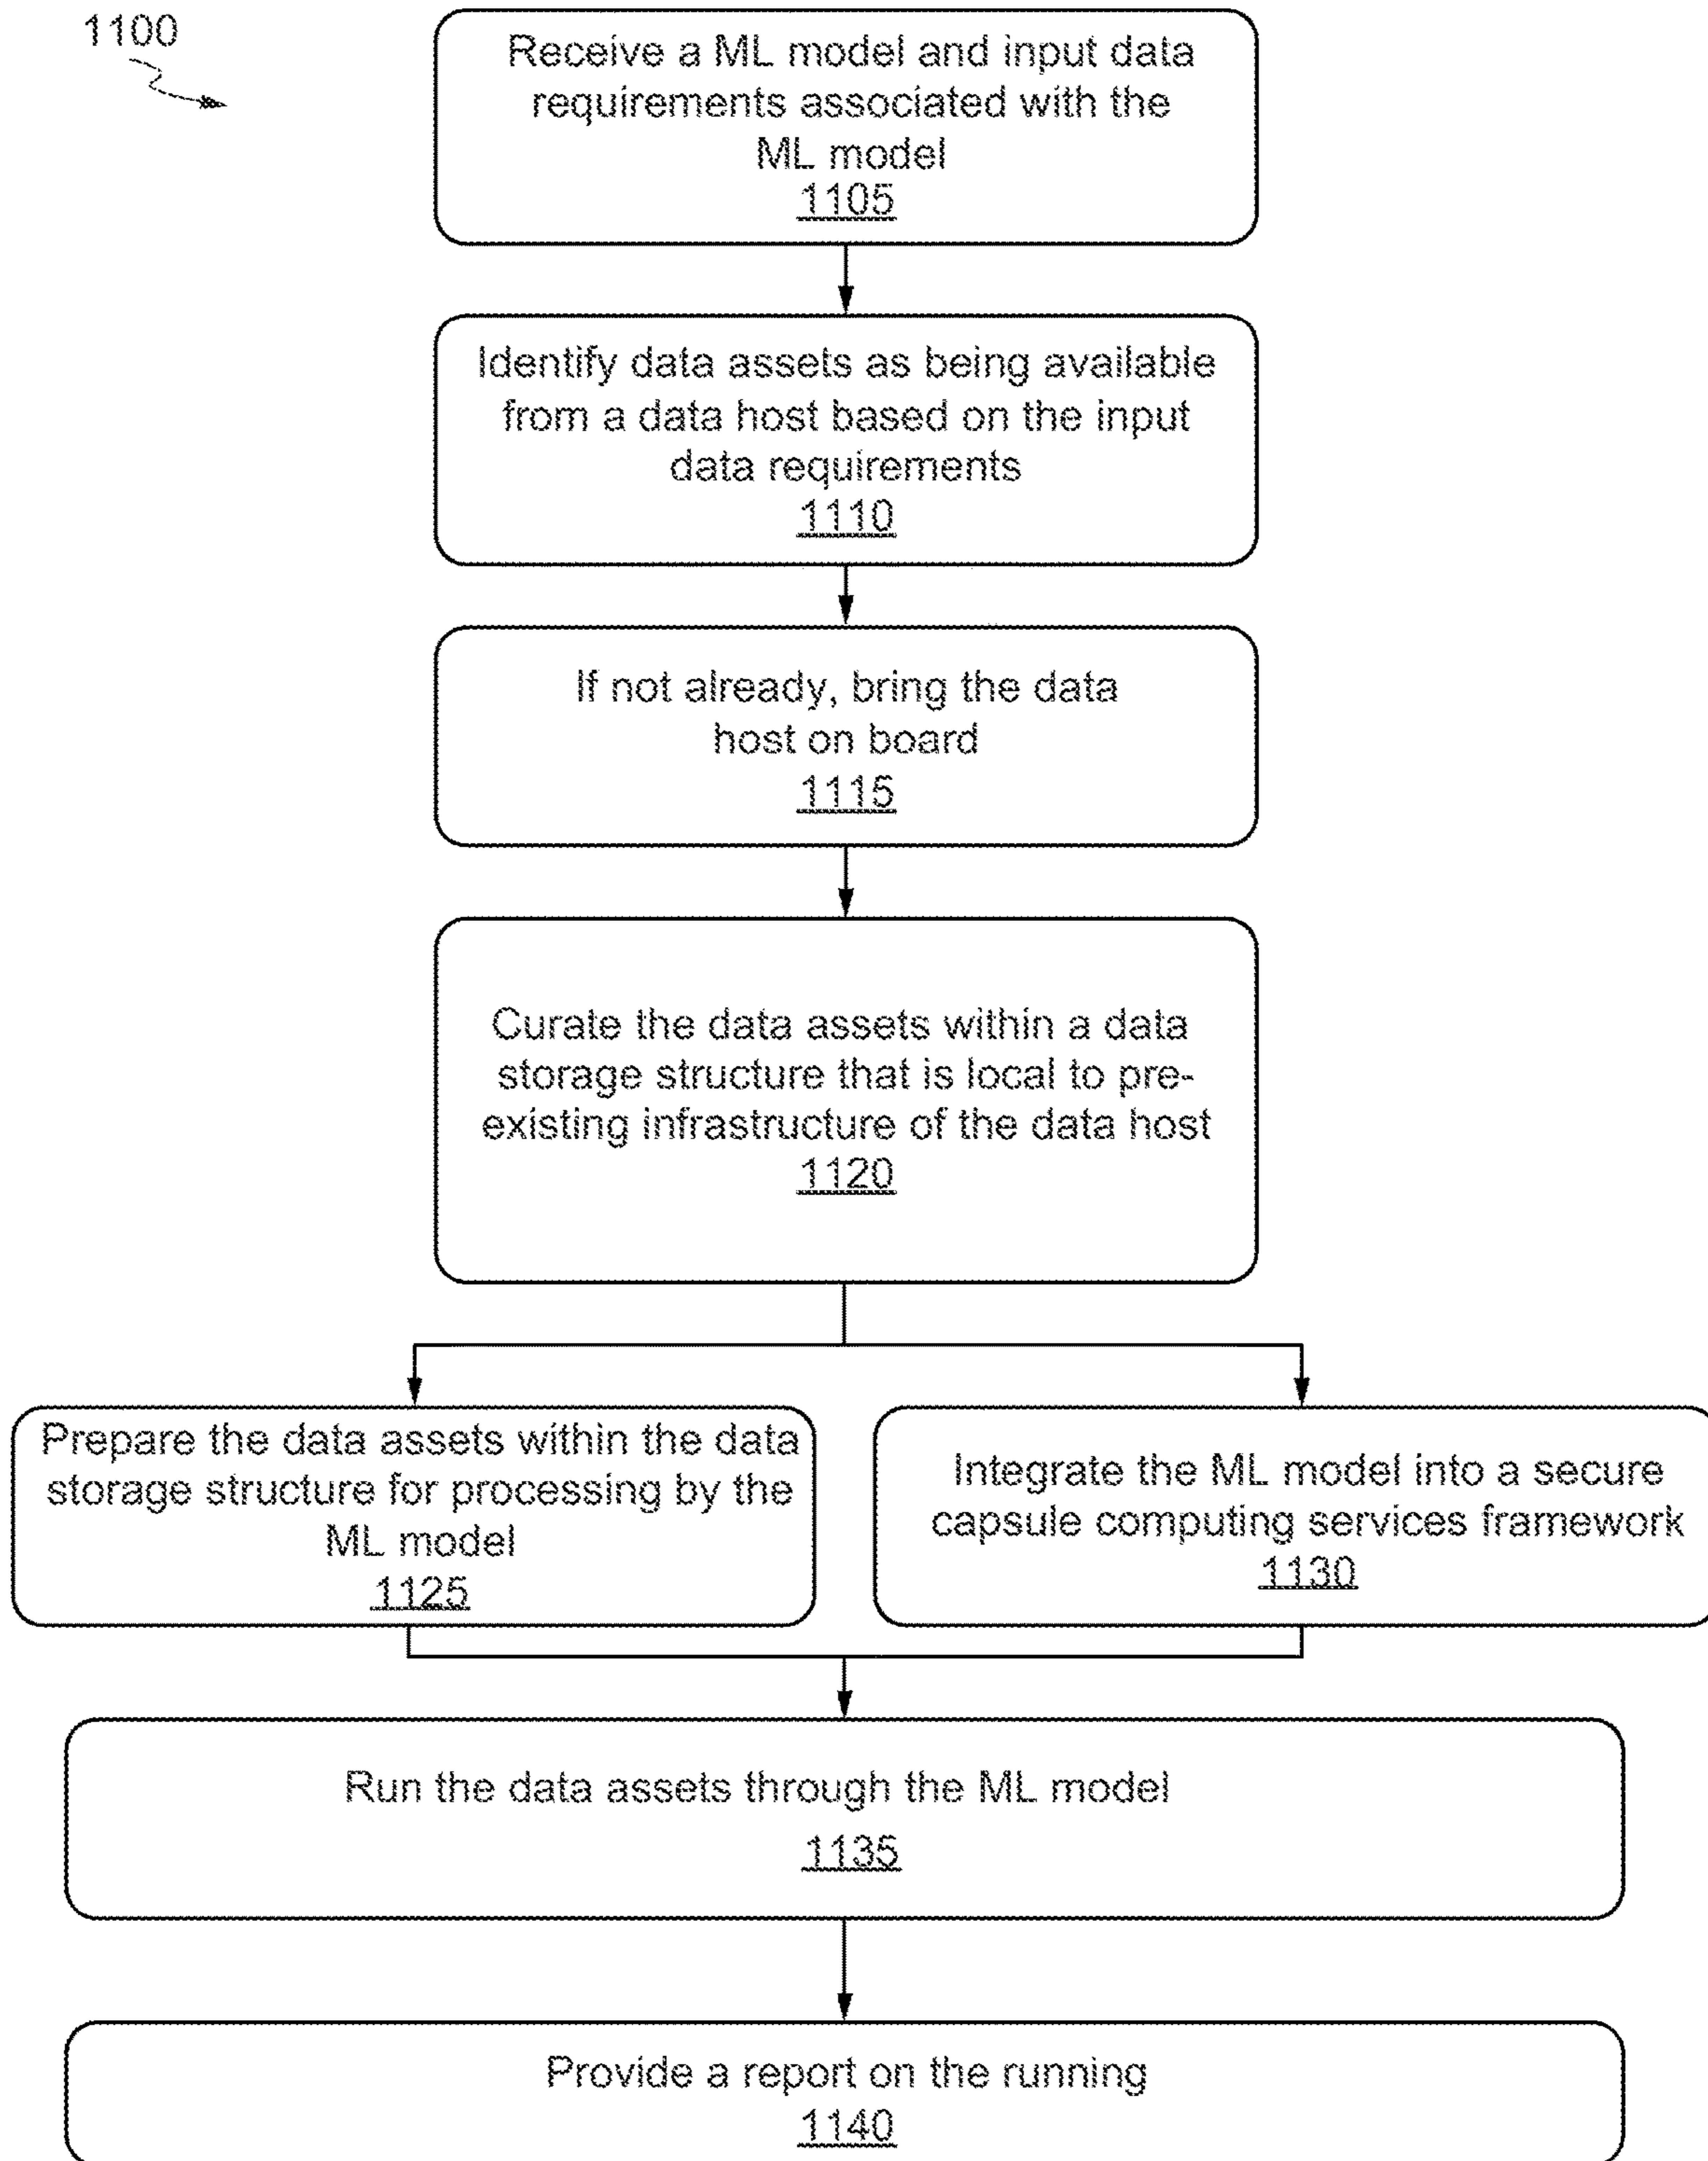 1100
Receive a ML model and input data
requirements associated with the
ML model
1105
Identify data assets as being available
from a data host based on the input
data requirements
1110
If not already, bring the data
host on board
1115
Curate the data assets within a data
storage structure that is local to pre-
existing infrastructure of the data host
1120
Prepare the data assets within the data
storage structure for processing by the
ML model
1125
Integrate the ML model into a secure
capsule computing services framework
1130
Run the data assets through the ML model
1135
Provide a report on the running
1140